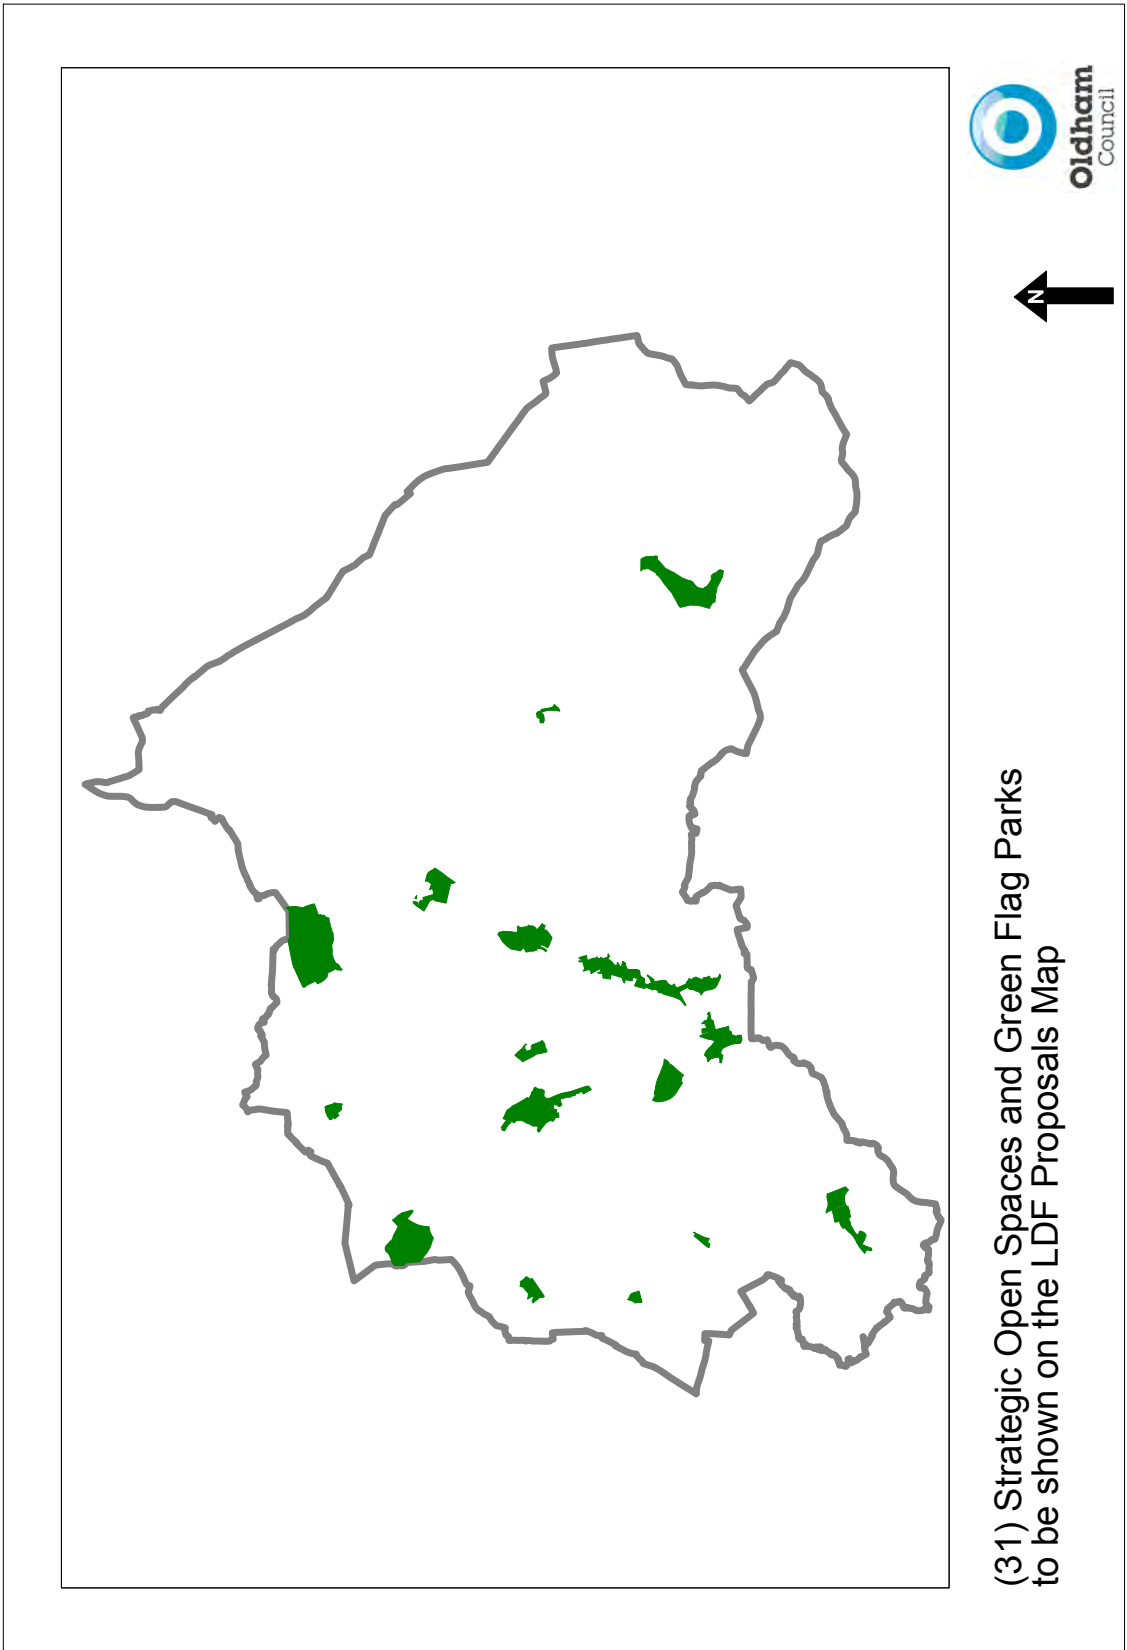 Oldham
Council
N
(31) Strategic Open Spaces and Green Flag Parks
to be shown on the LDF Proposals Map